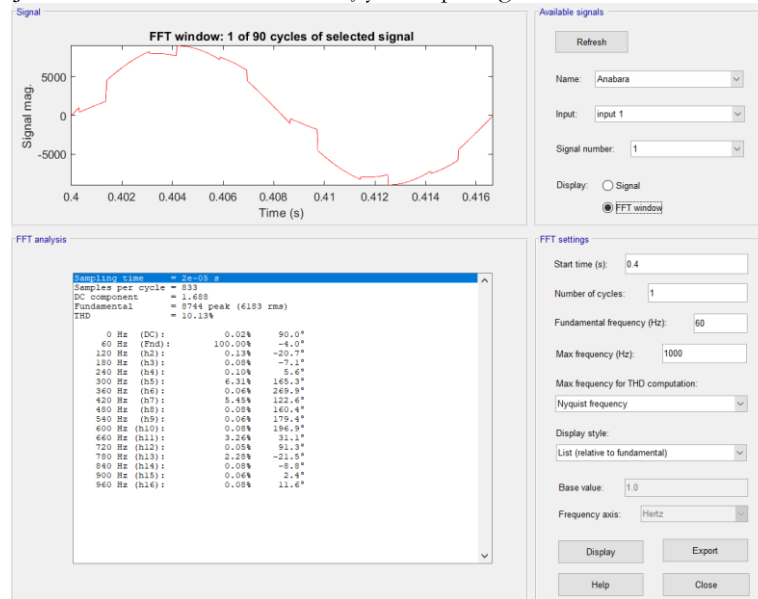 Signal
FFT window: 1 of 90 cycles of selected signal
5000
0
-5000
Signal mag.
0.4 0.402 0.404 0.406 0.408 0.41 0.412 0.414 0.416
Time (s)
Available signals
Refresh
Name: Anabara
Input: input 1
Signal number: 1
Display: Signal
FFT window
FFT analysis
Sampling time = 2e-05 s
Samples per cycle = 833
DC component = 1.688
Fundamental = 8744 peak (6183 rms)
THD = 10.13%
0 Hz (DC): 0.02% 90.0°
60 Hz (Fnd): 100.00% -4.0°
120 Hz (h2): 0.13% -20.7°
180 Hz (h3): 0.08% -7.1°
240 Hz (h4): 0.10% 5.6°
300 Hz (h5): 6.31% 165.3°
360 Hz (h6): 0.06% 269.9°
420 Hz (h7): 5.45% 122.6°
480 Hz (h8): 0.08% 160.4°
540 Hz (h9): 0.06% 179.4°
600 Hz (h10): 0.08% 196.9°
660 Hz (h11): 3.26% 31.1°
720 Hz (h12): 0.05% 91.3°
780 Hz (h13): 2.28% -21.5°
840 Hz (h14): 0.08% -8.8°
900 Hz (h15): 0.06% 2.4°
960 Hz (h16): 0.08% 11.6°
FFT settings
Start time (s): 0.4
Number of cycles: 1
Fundamental frequency (Hz): 60
Max frequency (Hz): 1000
Max frequency for THD computation:
Nyquist frequency
Display style:
List (relative to fundamental)
Base value: 1.0
Frequency axis: Hertz
Display Export
Help Close